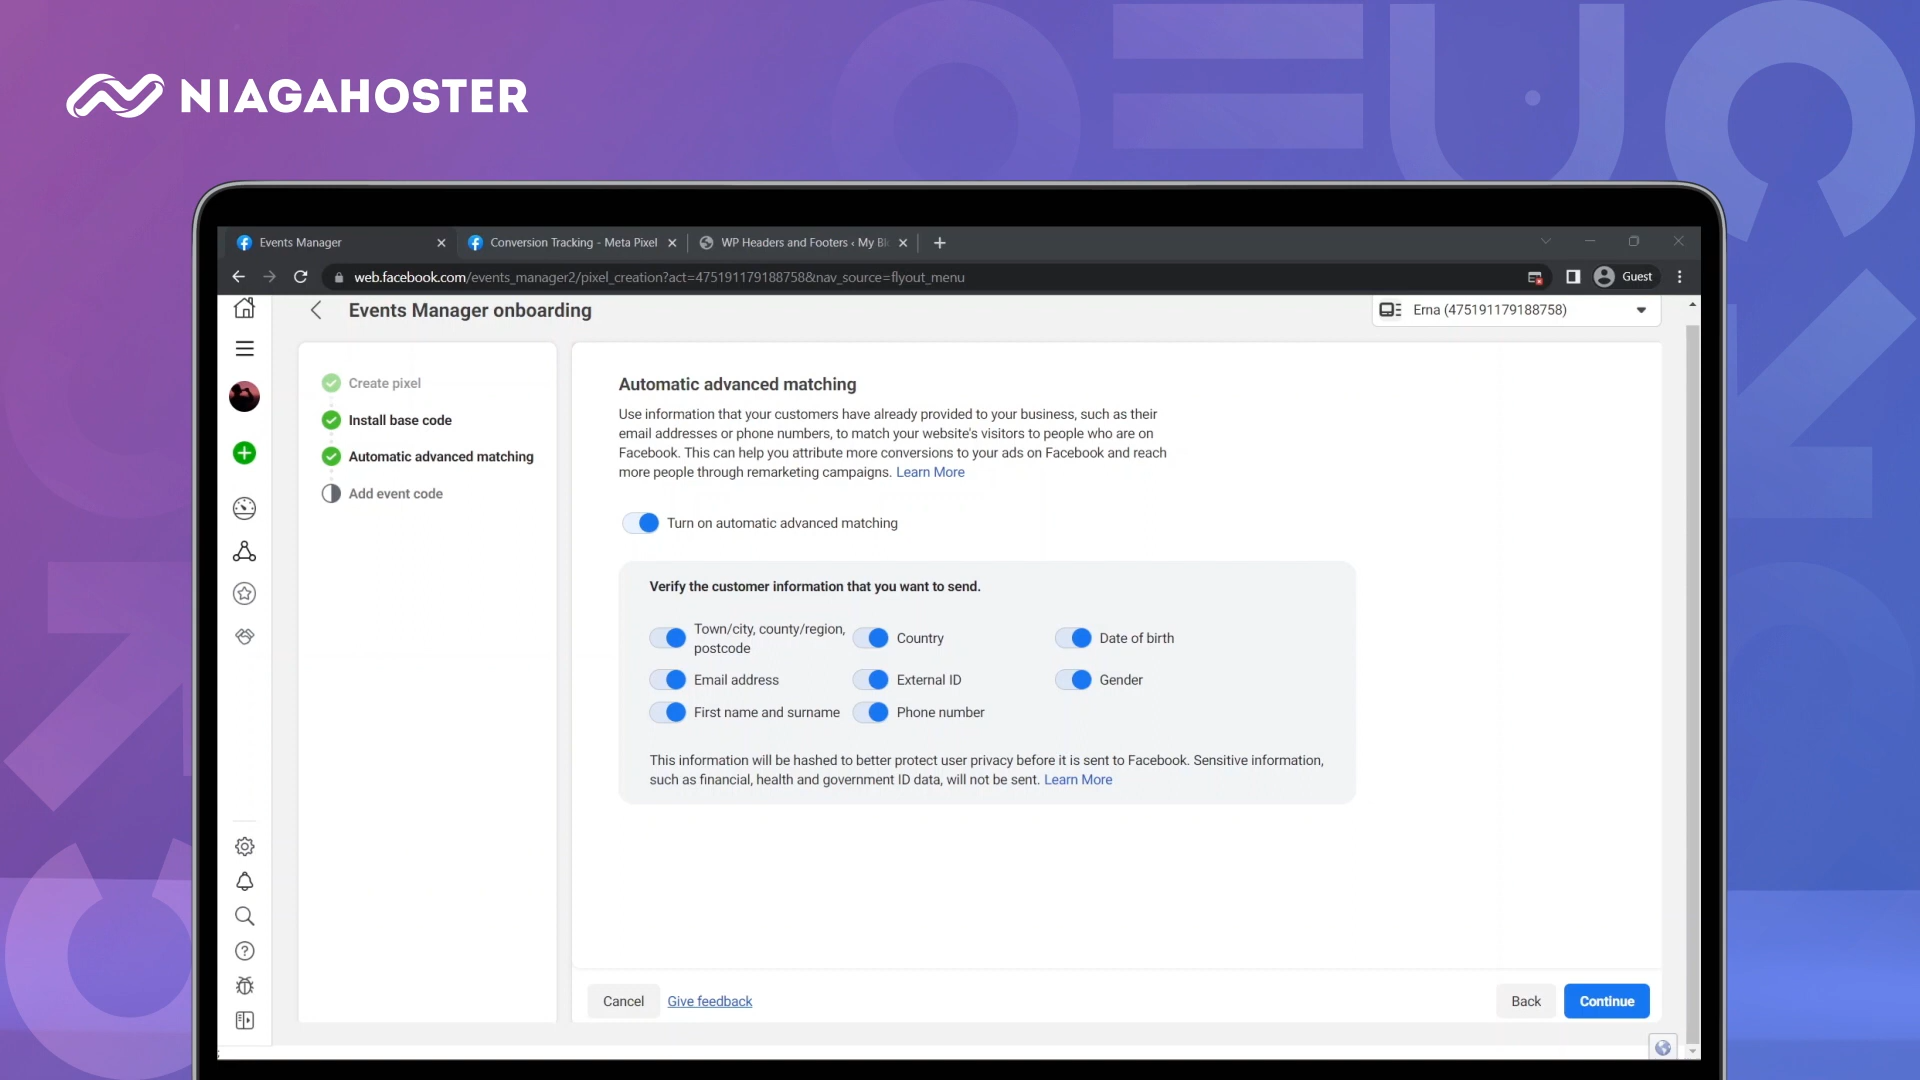 NIAGAHOSTER
Events Manager
Conversion Tracking - Meta Pixel
WP Headers and Footers ‹ My Bl
web.facebook.com/events_manager2/pixel_creation?act=475191179188758&nav_source=flyout_menu
Guest
Events Manager onboarding
Erna (475191179188758)
Create pixel
Install base code
Automatic advanced matching
Add event code
Automatic advanced matching
Use information that your customers have already provided to your business, such as their
email addresses or phone numbers, to match your website's visitors to people who are on
Facebook. This can help you attribute more conversions to your ads on Facebook and reach
more people through remarketing campaigns. Learn More
Turn on automatic advanced matching
Verify the customer information that you want to send.
Town/city, county/region,
postcode
Country
Date of birth
Email address
External ID
Gender
First name and surname
Phone number
This information will be hashed to better protect user privacy before it is sent to Facebook. Sensitive information,
such as financial, health and government ID data, will not be sent. Learn More
Cancel
Give feedback
Back
Continue